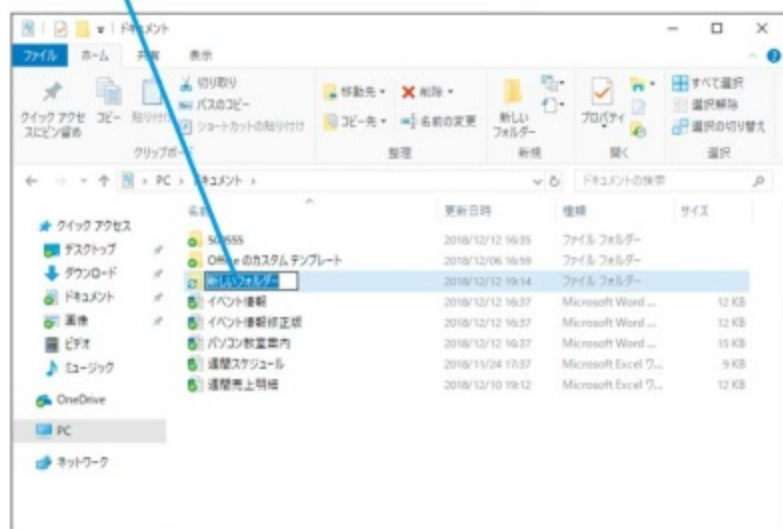 ドキュメント
ファイル ホーム 共有 表示
クイック アクセスにピン留め
コピー
貼り付け
切り取り
パスのコピー
ショートカットの貼り付け
クリップボード
移動先 削除
コピー先 名前の変更
整理
新しいフォルダー
新規
プロパティ
開く
すべて選択
選択解除
選択の切り替え
選択
PC ドキュメント
ドキュメントの検索
名前 更新日時 種類 サイズ
クイック アクセス
デスクトップ
ダウンロード
ドキュメント
画像
ビデオ
ミュージック
OneDrive
PC
ネットワーク
2018/12/12 16:35 ファイル フォルダー
Office のカスタム テンプレート 2018/12/06 16:59 ファイル フォルダー
新しいフォルダー 2018/12/12 19:14 ファイル フォルダー
イベント情報 2018/12/12 16:37 Microsoft Word ... 12 KB
イベント情報修正版 2018/12/12 16:37 Microsoft Word ... 12 KB
パソコン教室案内 2018/12/12 16:37 Microsoft Word ... 15 KB
週間スケジュール 2018/11/24 17:37 Microsoft Excel ワ... 9 KB
週間売上明細 2018/12/10 19:12 Microsoft Excel ワ... 12 KB